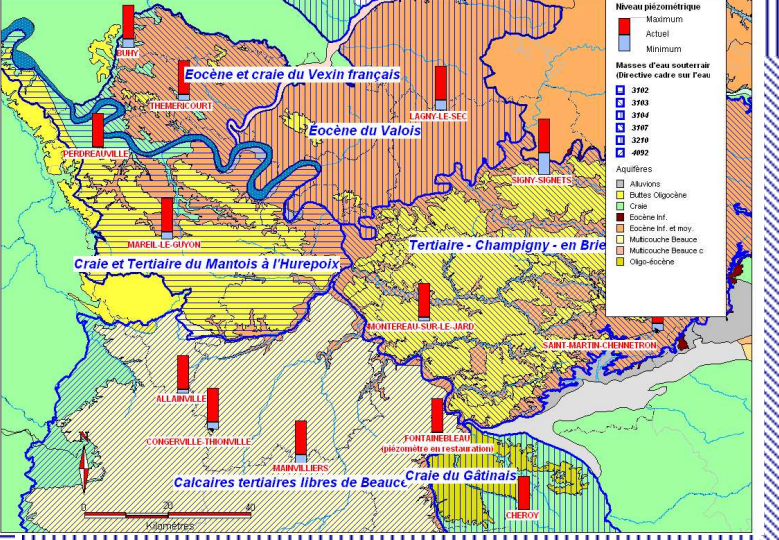 Niveau piézométrique
Maximum
Actuel
Minimum
Masses d'eau souterrair
(Directive cadre sur l'eau
3102
3103
3104
3107
3210
4092
Aquifères
Alluvions
Buttes Oligocène
Craie
Eocène Inf.
Eocène Inf. et moy.
Multicouche Beauce
Multicouche Beauce c
Oligo-éocène
BUHY
Eocène et craie du Vexin français
THEMERICOURT
LAGNY-LE-SEC
Eocène du Valois
PERDREAUVILLE
SIGNY-SIGNETS
MAREIL-LE-GUYON
Tertiaire - Champigny - en Brie
Craie et Tertiaire du Mantois à l'Hurepoix
MONTEREAU-SUR-LE-JARD
SAINT-MARTIN-CHENNETRON
ALLAINVILLE
CONGERVILLE-THIONVILLE
FONTAINEBLEAU
(piézomètre en restauration)
MAINVILLIERS
Calcaires tertiaires libres de Beauce
Craie du Gâtinais
CHEROY
N
0 20 40
Kilomètres